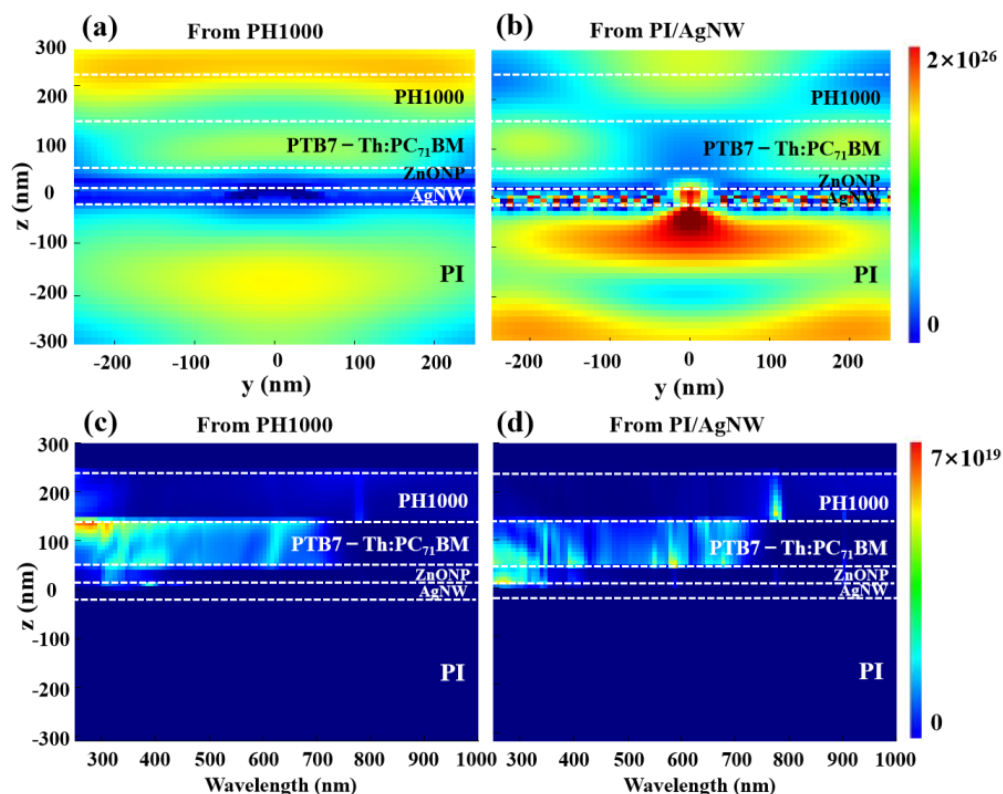 (a) From PH1000
(b) From PI/AgNW
300
200
100
0
-100
-200
-300
z (nm)
PH1000
PTB7－Th:PC₇₁BM
ZnONP
AgNW
PI
-200 -100 0 100 200
y (nm)
PH1000
PTB7－Th:PC₇₁BM
ZnONP
AgNW
PI
-200 -100 0 100 200
y (nm)
2×10²⁶
0
(c) From PH1000
(d) From PI/AgNW
300
200
100
0
-100
-200
-300
z (nm)
PH1000
PTB7－Th:PC₇₁BM
ZnONP
AgNW
PI
300 400 500 600 700 800 900 1000
Wavelength (nm)
PH1000
PTB7－Th:PC₇₁BM
ZnONP
AgNW
PI
300 400 500 600 700 800 900 1000
Wavelength (nm)
7×10¹⁹
0